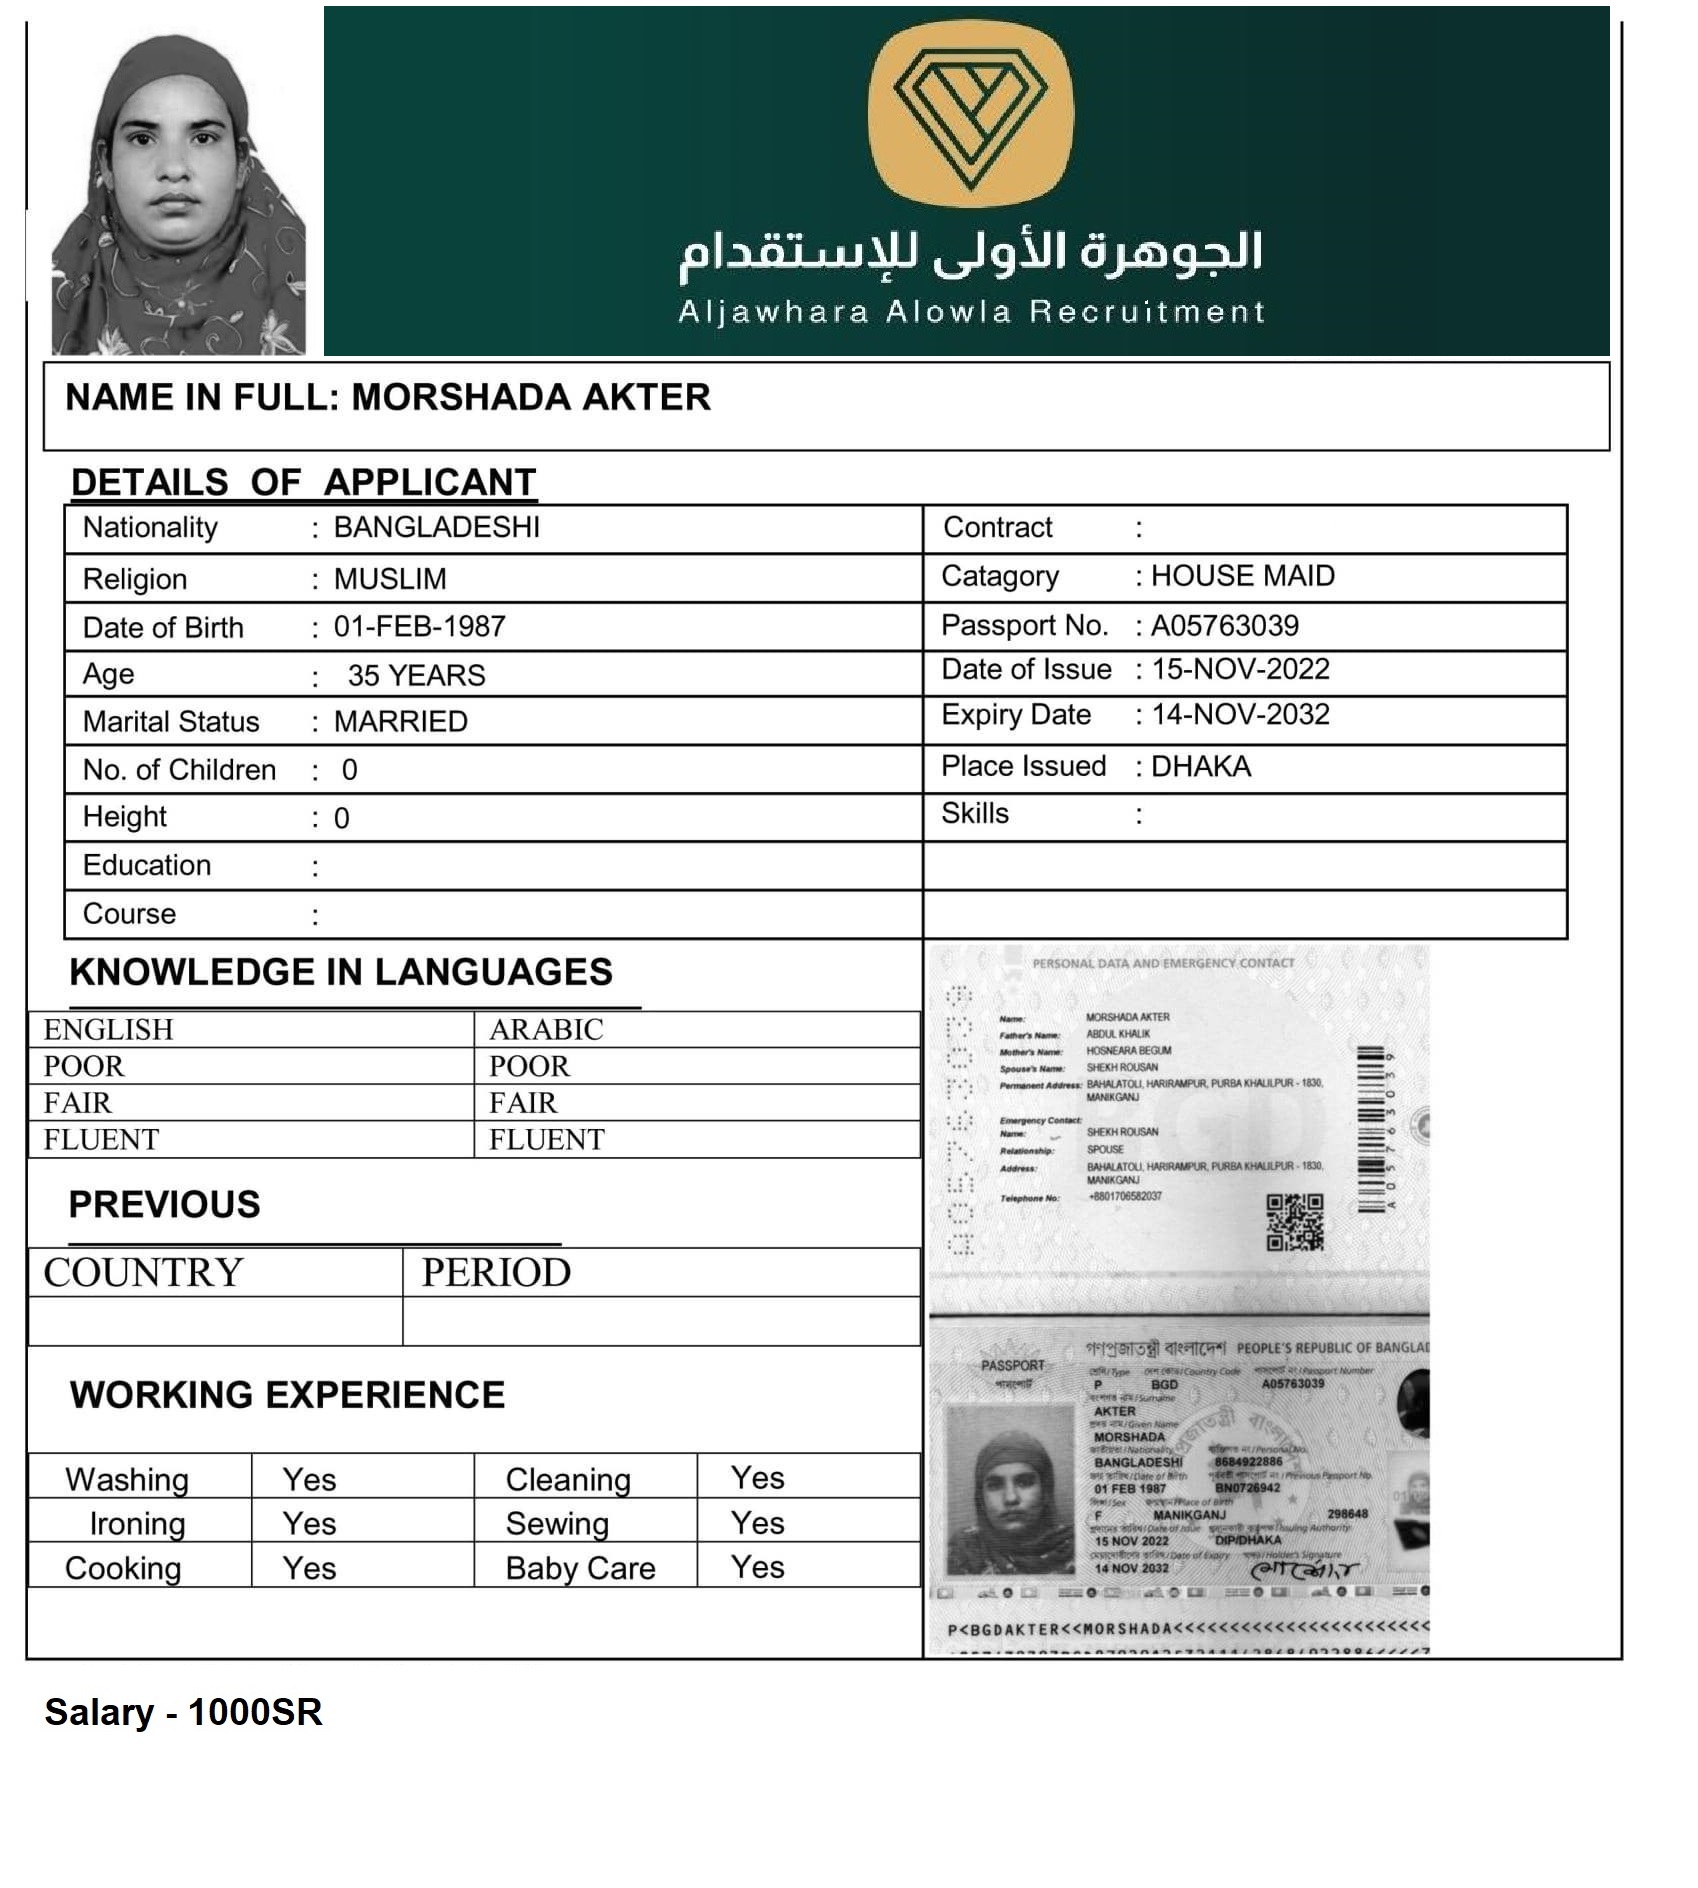 الجوهرة الأولى للإستقدام
Aljawhara Alowla Recruitment
NAME IN FULL: MORSHADA AKTER
DETAILS OF APPLICANT
Nationality : BANGLADESHI
Contract :
Religion : MUSLIM
Catagory : HOUSE MAID
Date of Birth : 01-FEB-1987
Passport No. : A05763039
Age : 35 YEARS
Date of Issue : 15-NOV-2022
Marital Status : MARRIED
Expiry Date : 14-NOV-2032
No. of Children : 0
Place Issued : DHAKA
Height : 0
Skills :
Education :
Course :
KNOWLEDGE IN LANGUAGES
ENGLISH ARABIC
POOR POOR
FAIR FAIR
FLUENT FLUENT
PREVIOUS
COUNTRY PERIOD
WORKING EXPERIENCE
Washing Yes Cleaning Yes
Ironing Yes Sewing Yes
Cooking Yes Baby Care Yes
PERSONAL DATA AND EMERGENCY CONTACT
Name: MORSHADA AKTER
Father's Name: ABDUL KHALIK
Mother's Name: HOSNEARA BEGUM
Spouse's Name: SHEKH ROUSAN
Permanent Address: BAHALATOLI, HARIRAMPUR, PURBA KHALILPUR - 1830,
MANIKGANJ
Emergency Contact:
Name: SHEKH ROUSAN
Relationship: SPOUSE
Address: BAHALATOLI, HARIRAMPUR, PURBA KHALILPUR - 1830,
MANIKGANJ
Telephone No: +8801706582037
A05763039
গণপ্রজাতন্ত্রী বাংলাদেশ PEOPLE'S REPUBLIC OF BANGLAD
PASSPORT
পাসপোর্ট
Type Country Code Passport Number
P BGD A05763039
Surname
AKTER
Given Name
MORSHADA
Nationality Personal No.
BANGLADESHI 8684922886
Date of Birth Previous Passport No.
01 FEB 1987 BN0726942
Sex Place of Birth
F MANIKGANJ 298648
Date of Issue Issuing Authority
15 NOV 2022 DIP/DHAKA
Date of Expiry Holder's Signature
14 NOV 2032
P<BGDAKTER<<MORSHADA<<<<<<<<<<<<<<<<<<<<<<<<
Salary - 1000SR